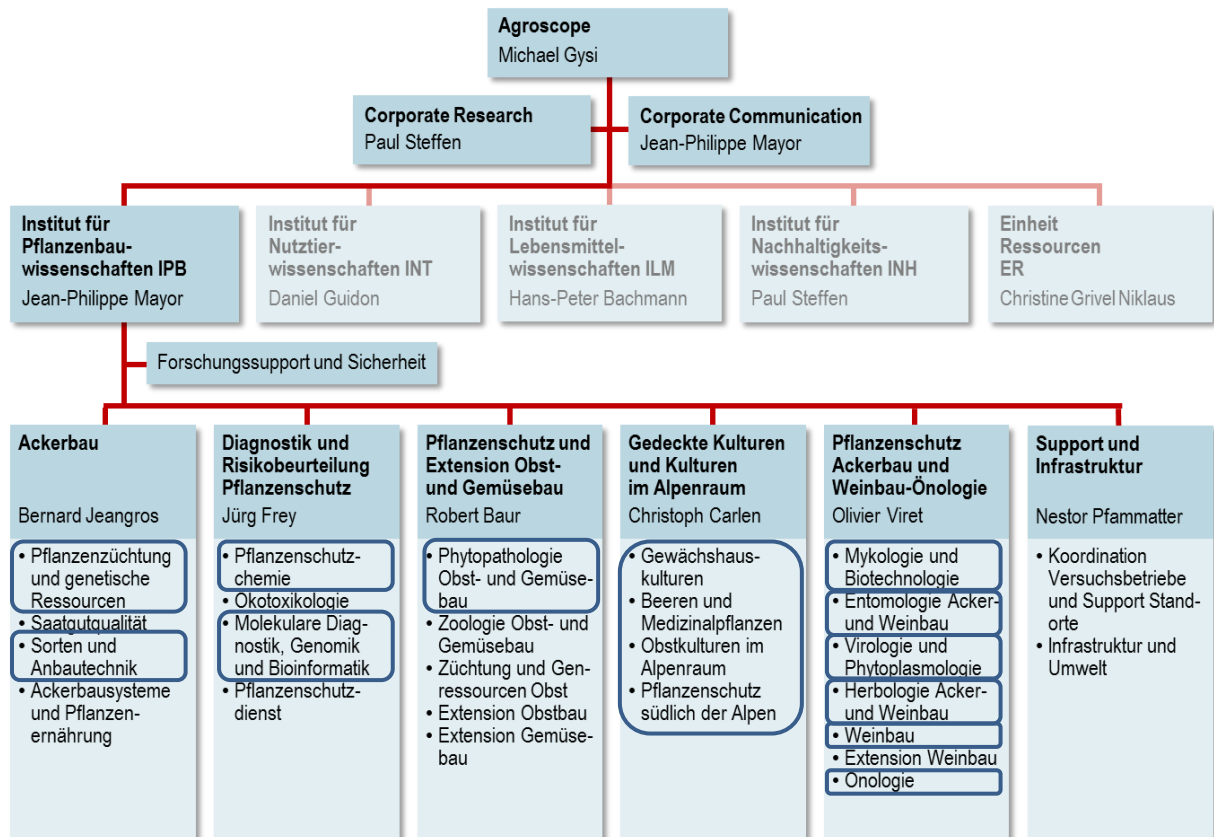 Agroscope
Michael Gysi
Corporate Research
Paul Steffen
Corporate Communication
Jean-Philippe Mayor
Institut für
Pflanzenbau-
wissenschaften IPB
Jean-Philippe Mayor
Institut für
Nutztier-
wissenschaften INT
Daniel Guidon
Institut für
Lebensmittel-
wissenschaften ILM
Hans-Peter Bachmann
Institut für
Nachhaltigkeits-
wissenschaften INH
Paul Steffen
Einheit
Ressourcen
ER
Christine Grivel Niklaus
Forschungssupport und Sicherheit
Ackerbau
Bernard Jeangros
• Pflanzenzüchtung
und genetische
Ressourcen
• Saatgutqualität
• Sorten und
Anbautechnik
• Ackerbausysteme
und Pflanzen-
ernährung
Diagnostik und
Risikobeurteilung
Pflanzenschutz
Jürg Frey
• Pflanzenschutz-
chemie
• Ökotoxikologie
• Molekulare Diag-
nostik, Genomik
und Bioinformatik
• Pflanzenschutz-
dienst
Pflanzenschutz und
Extension Obst-
und Gemüsebau
Robert Baur
• Phytopathologie
Obst- und Gemüse-
bau
• Zoologie Obst- und
Gemüsebau
• Züchtung und Gen-
ressourcen Obst
• Extension Obstbau
• Extension Gemüse-
bau
Gedeckte Kulturen
und Kulturen
im Alpenraum
Christoph Carlen
• Gewächshaus-
kulturen
• Beeren und
Medizinalpflanzen
• Obstkulturen im
Alpenraum
• Pflanzenschutz
südlich der Alpen
Pflanzenschutz
Ackerbau und
Weinbau-Önologie
Olivier Viret
• Mykologie und
Biotechnologie
• Entomologie Acker-
und Weinbau
• Virologie und
Phytoplasmologie
• Herbologie Acker-
und Weinbau
• Weinbau
• Extension Weinbau
• Önologie
Support und
Infrastruktur
Nestor Pfammatter
• Koordination
Versuchsbetriebe
und Support Stand-
orte
• Infrastruktur und
Umwelt